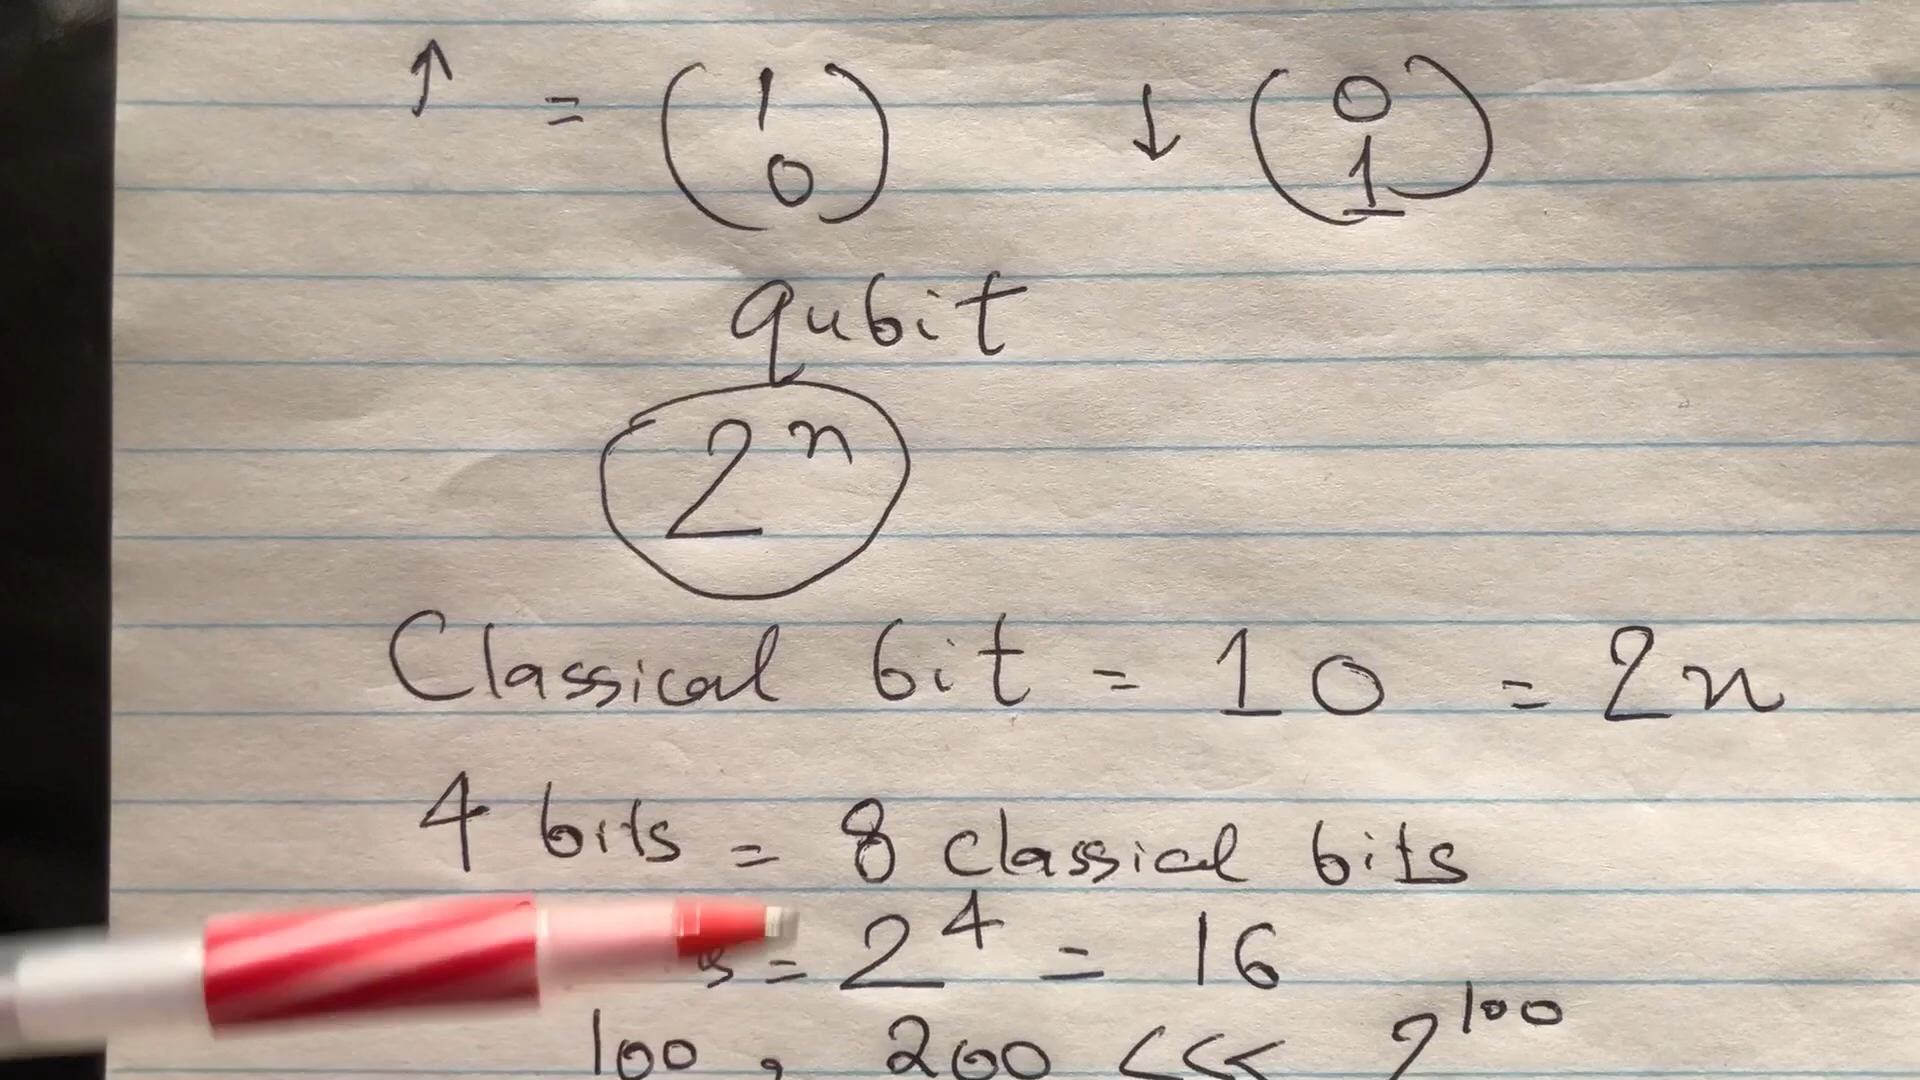 ↑ = (1 0) ↓ (0 1)
qubit
2ⁿ
Classical bit = 1 0 = 2n
4 bits = 8 classical bits
s = 2⁴ = 16
100, 200 <<< 2¹⁰⁰